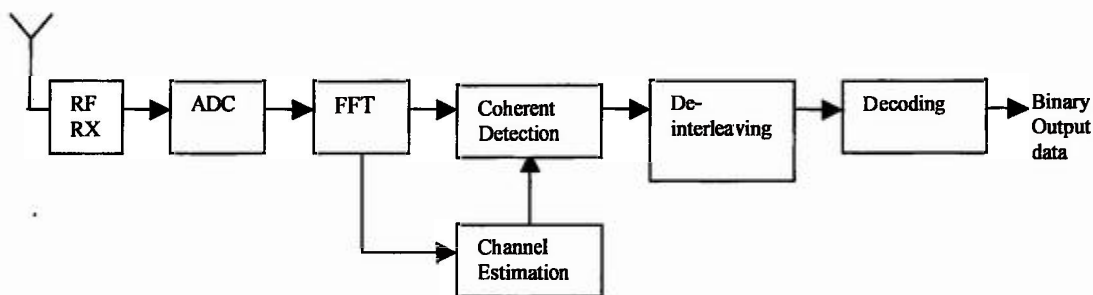 RF
RX
ADC
FFT
Coherent
Detection
De-
interleaving
Decoding
Binary
Output
data
Channel
Estimation